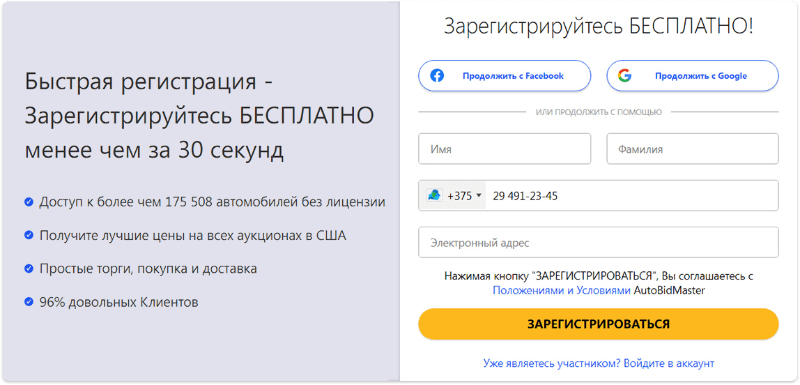 Быстрая регистрация -
Зарегистрируйтесь БЕСПЛАТНО
менее чем за 30 секунд
Доступ к более чем 175 508 автомобилей без лицензии
Получите лучшие цены на всех аукционах в США
Простые торги, покупка и доставка
96% довольных Клиентов
Зарегистрируйтесь БЕСПЛАТНО!
Продолжить с Facebook
Продолжить с Google
ИЛИ ПРОДОЛЖИТЬ С ПОМОЩЬЮ
Имя
Фамилия
+375 29 491-23-45
Электронный адрес
Нажимая кнопку "ЗАРЕГИСТРИРОВАТЬСЯ", Вы соглашаетесь с
Положениями и Условиями AutoBidMaster
ЗАРЕГИСТРИРОВАТЬСЯ
Уже являетесь участником? Войдите в аккаунт